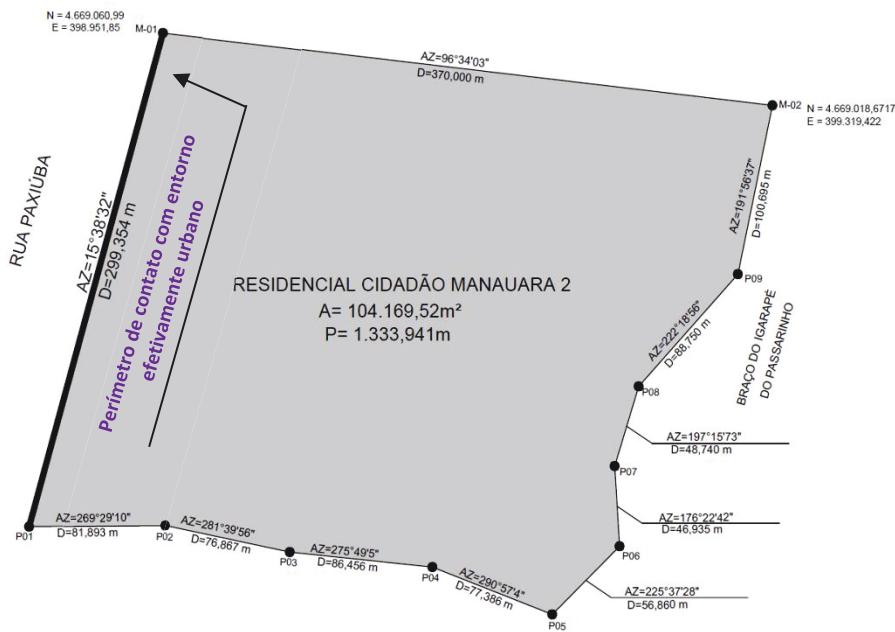 N = 4.669.060,99
E = 398.951,85
M-01
AZ=96°34'03"
D=370,000 m
M-02
N = 4.669.018,6717
E = 399.319,422
RUA PAXIÚBA
AZ=15°38'32"
D=299,354 m
Perímetro de contato com entorno
efetivamente urbano
AZ=191°56'37"
D=100,695 m
P09
RESIDENCIAL CIDADÃO MANAUARA 2
A= 104.169,52m²
P= 1.333,941m
AZ=222°18'56"
D=88,750 m
BRAÇO DO IGARAPÉ
DO PASSARINHO
P08
AZ=197°15'73"
D=48,740 m
P07
AZ=176°22'42"
D=46,935 m
P06
AZ=225°37'28"
D=56,860 m
P05
AZ=290°57'4"
D=77,386 m
P04
AZ=275°49'5"
D=86,456 m
P03
AZ=281°39'56"
D=76,867 m
P02
AZ=269°29'10"
D=81,893 m
P01